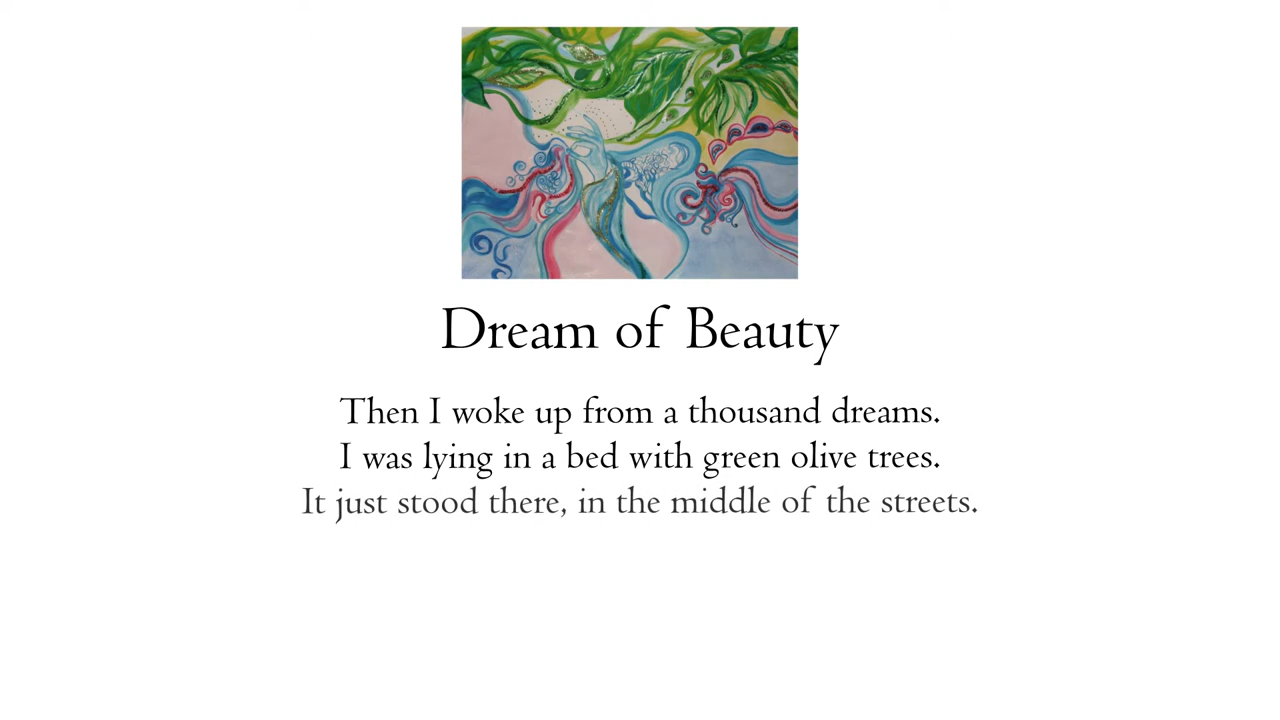 Dream of Beauty
Then I woke up from a thousand dreams.
I was lying in a bed with green olive trees.
It just stood there, in the middle of the streets.